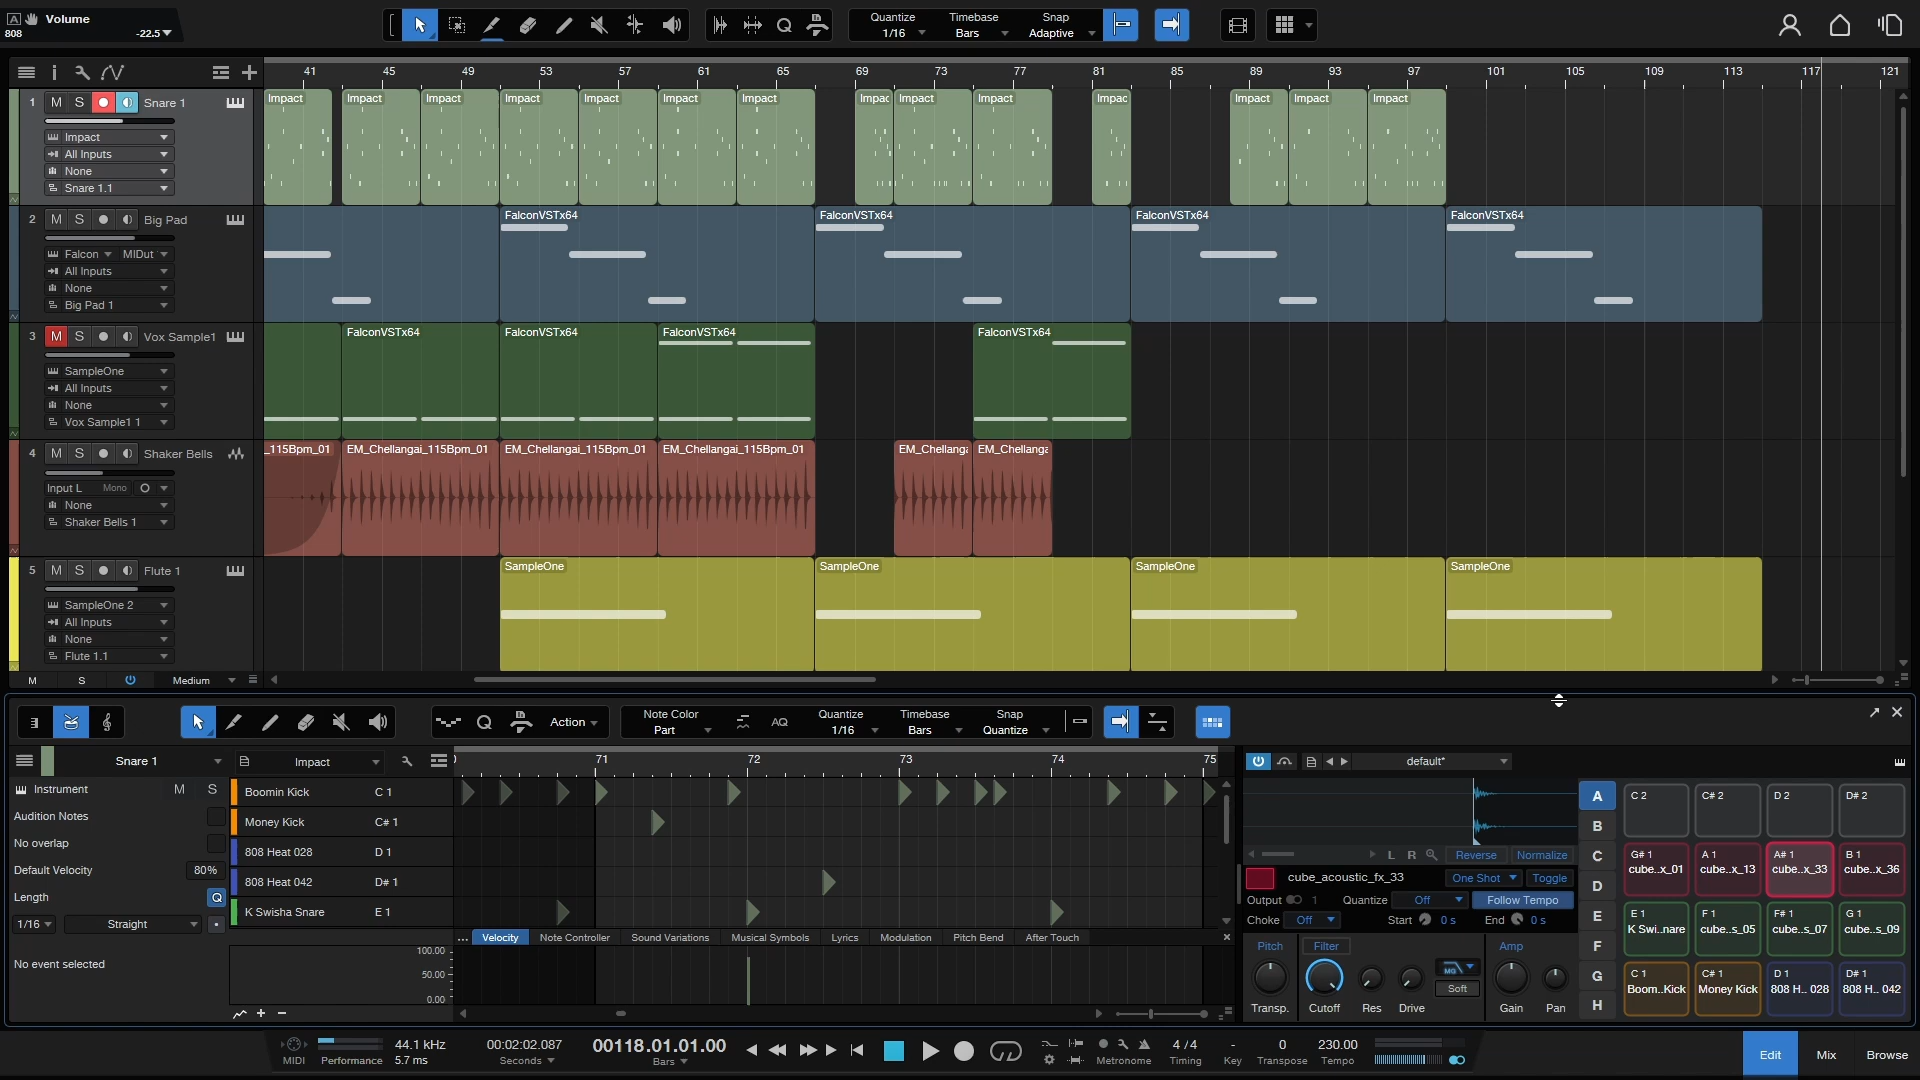 A Volume
808 -22.5
Quantize Timebase Snap
1/16 Bars Adaptive
41 45 49 53 57 61 65 69 73 77 81 85 89 93 97 101 105 109 113 117 121
1 M S Snare 1
Impact
All Inputs
None
Snare 1.1
Impact Impact Impact Impact Impact Impact Impact Impac Impact Impact Impac Impact Impact Impact
2 M S Big Pad
Falcon MIDut
All Inputs
None
Big Pad 1
FalconVSTx64 FalconVSTx64 FalconVSTx64 FalconVSTx64
3 M S Vox Sample1
SampleOne
All Inputs
None
Vox Sample1 1
FalconVSTx64 FalconVSTx64 FalconVSTx64 FalconVSTx64
4 M S Shaker Bells
Input L Mono
None
Shaker Bells 1
_115Bpm_01 EM_Chellangai_115Bpm_01 EM_Chellangai_115Bpm_01 EM_Chellangai_115Bpm_01 EM_Chellanga EM_Chellanga
5 M S Flute 1
SampleOne 2
All Inputs
None
Flute 1.1
SampleOne SampleOne SampleOne SampleOne
M S Medium
Action
Note Color
Part
AQ
Quantize Timebase Snap
1/16 Bars Quantize
Snare 1 Impact
71 72 73 74 75
Instrument M S
Audition Notes
No overlap
Default Velocity 80%
Length Q
1/16 Straight
No event selected
Boomin Kick C 1
Money Kick C# 1
808 Heat 028 D 1
808 Heat 042 D# 1
K Swisha Snare E 1
... Velocity Note Controller Sound Variations Musical Symbols Lyrics Modulation Pitch Bend After Touch
100.00
50.00
0.00
default*
L R Reverse Normalize
cube_acoustic_fx_33 One Shot Toggle
Output 1 Quantize Off Follow Tempo
Choke Off Start 0 s End 0 s
Pitch Filter Amp
MG
Soft
Transp. Cutoff Res Drive Gain Pan
A
B
C
D
E
F
G
H
C 2 C# 2 D 2 D# 2
G# 1 A 1 A# 1 B 1
cube..x_01 cube..x_13 cube..x_33 cube..x_36
E 1 F 1 F# 1 G 1
K Swi..nare cube..s_05 cube..s_07 cube..s_09
C 1 C# 1 D 1 D# 1
Boom..Kick Money Kick 808 H.. 028 808 H.. 042
MIDI Performance
44.1 kHz
5.7 ms
00:02:02.087
Seconds
00118.01.01.00
Bars
Metronome
4 / 4
Timing
-
Key
0
Transpose
230.00
Tempo
Edit Mix Browse